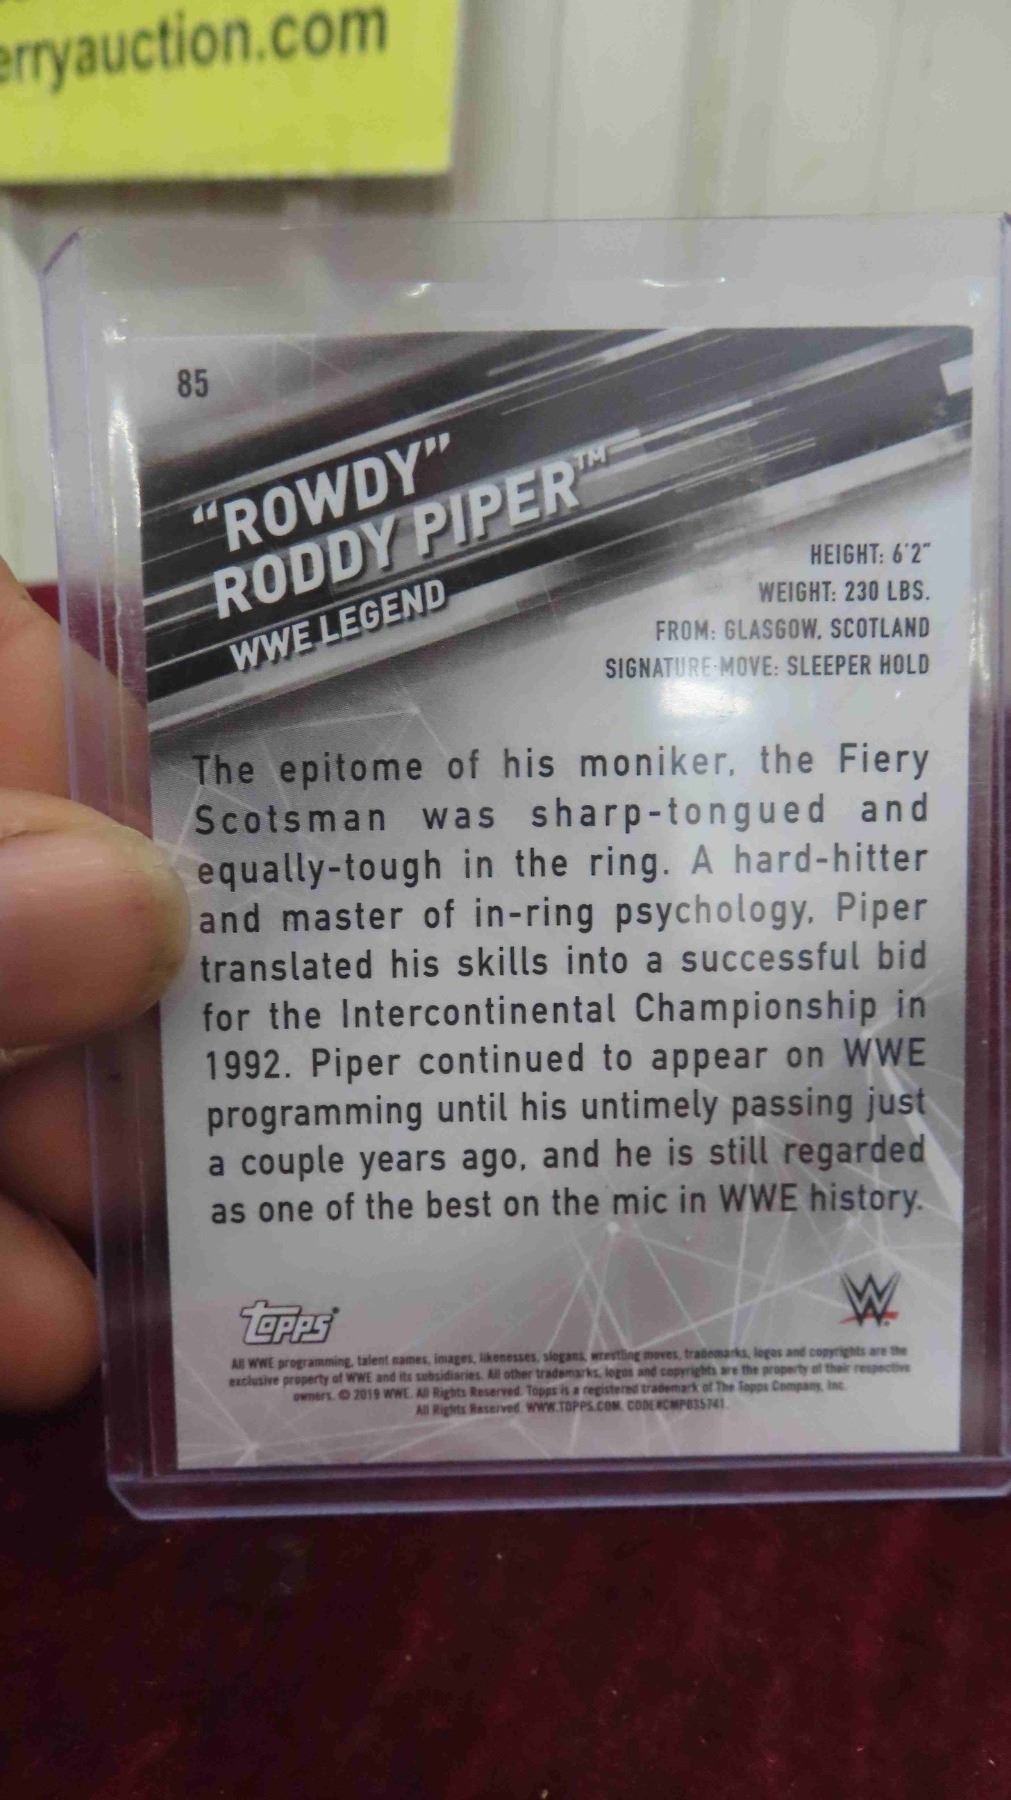 erryauction.com
85
"ROWDY"
RODDY PIPER™
WWE LEGEND
HEIGHT: 6'2"
WEIGHT: 230 LBS.
FROM: GLASGOW, SCOTLAND
SIGNATURE MOVE: SLEEPER HOLD
The epitome of his moniker, the Fiery
Scotsman was sharp-tongued and
equally-tough in the ring. A hard-hitter
and master of in-ring psychology, Piper
translated his skills into a successful bid
for the Intercontinental Championship in
1992. Piper continued to appear on WWE
programming until his untimely passing just
a couple years ago, and he is still regarded
as one of the best on the mic in WWE history.
Topps®
W
All WWE programming, talent names, images, likenesses, slogans, wrestling moves, trademarks, logos and copyrights are the
exclusive property of WWE and its subsidiaries. All other trademarks, logos and copyrights are the property of their respective
owners. © 2019 WWE. All Rights Reserved. Topps is a registered trademark of The Topps Company, Inc.
All Rights Reserved. WWW.TOPPS.COM. CODE#CMP035741